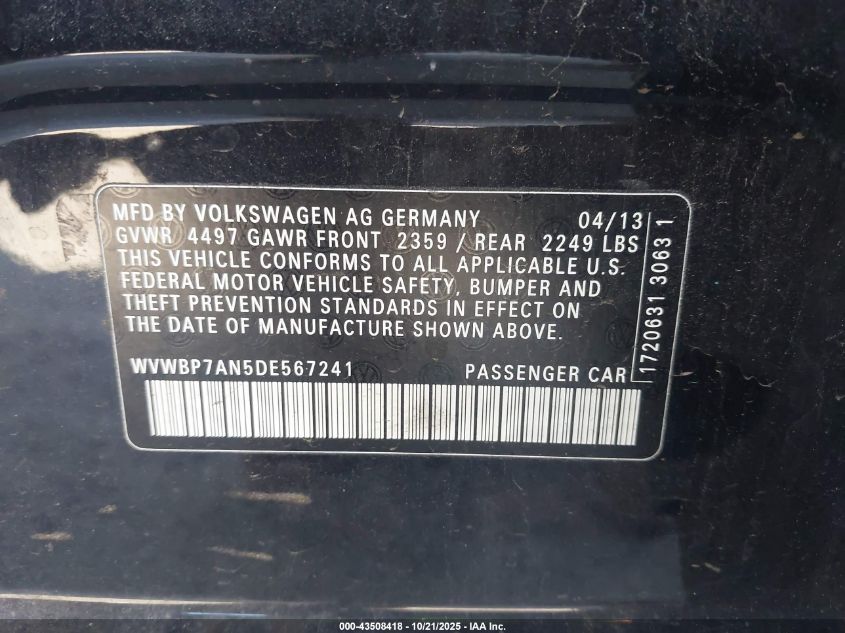 MFD BY VOLKSWAGEN AG GERMANY 04/13
GVWR 4497 GAWR FRONT 2359 / REAR 2249 LBS
THIS VEHICLE CONFORMS TO ALL APPLICABLE U.S.
FEDERAL MOTOR VEHICLE SAFETY, BUMPER AND
THEFT PREVENTION STANDARDS IN EFFECT ON
THE DATE OF MANUFACTURE SHOWN ABOVE.
WVWBP7AN5DE567241 PASSENGER CAR
1720631 3063 1
000-43508418 - 10/21/2025 - IAA Inc.